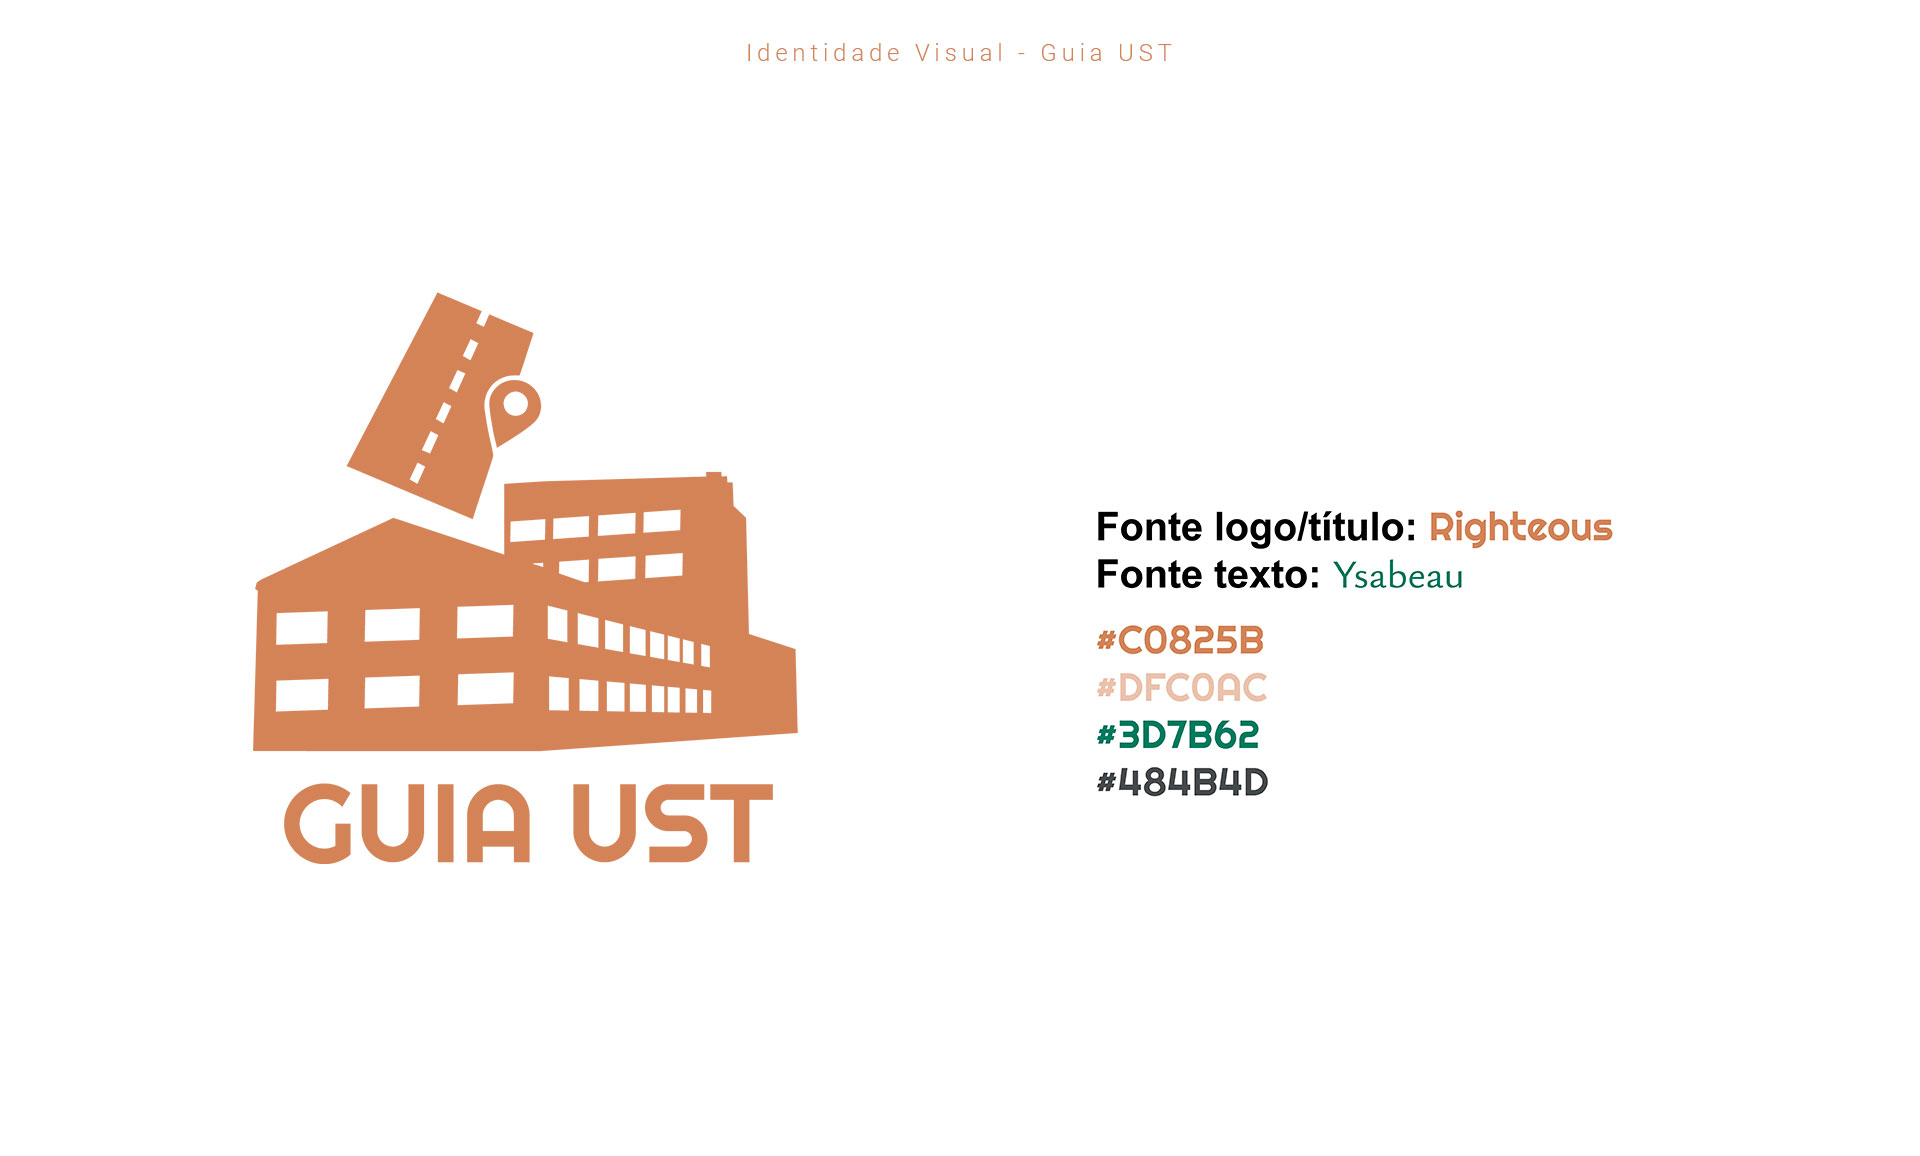 Identidade Visual - Guia UST
GUIA UST
Fonte logo/título: Righteous
Fonte texto: Ysabeau
#C0825B
#DFC0AC
#3D7B62
#484B4D